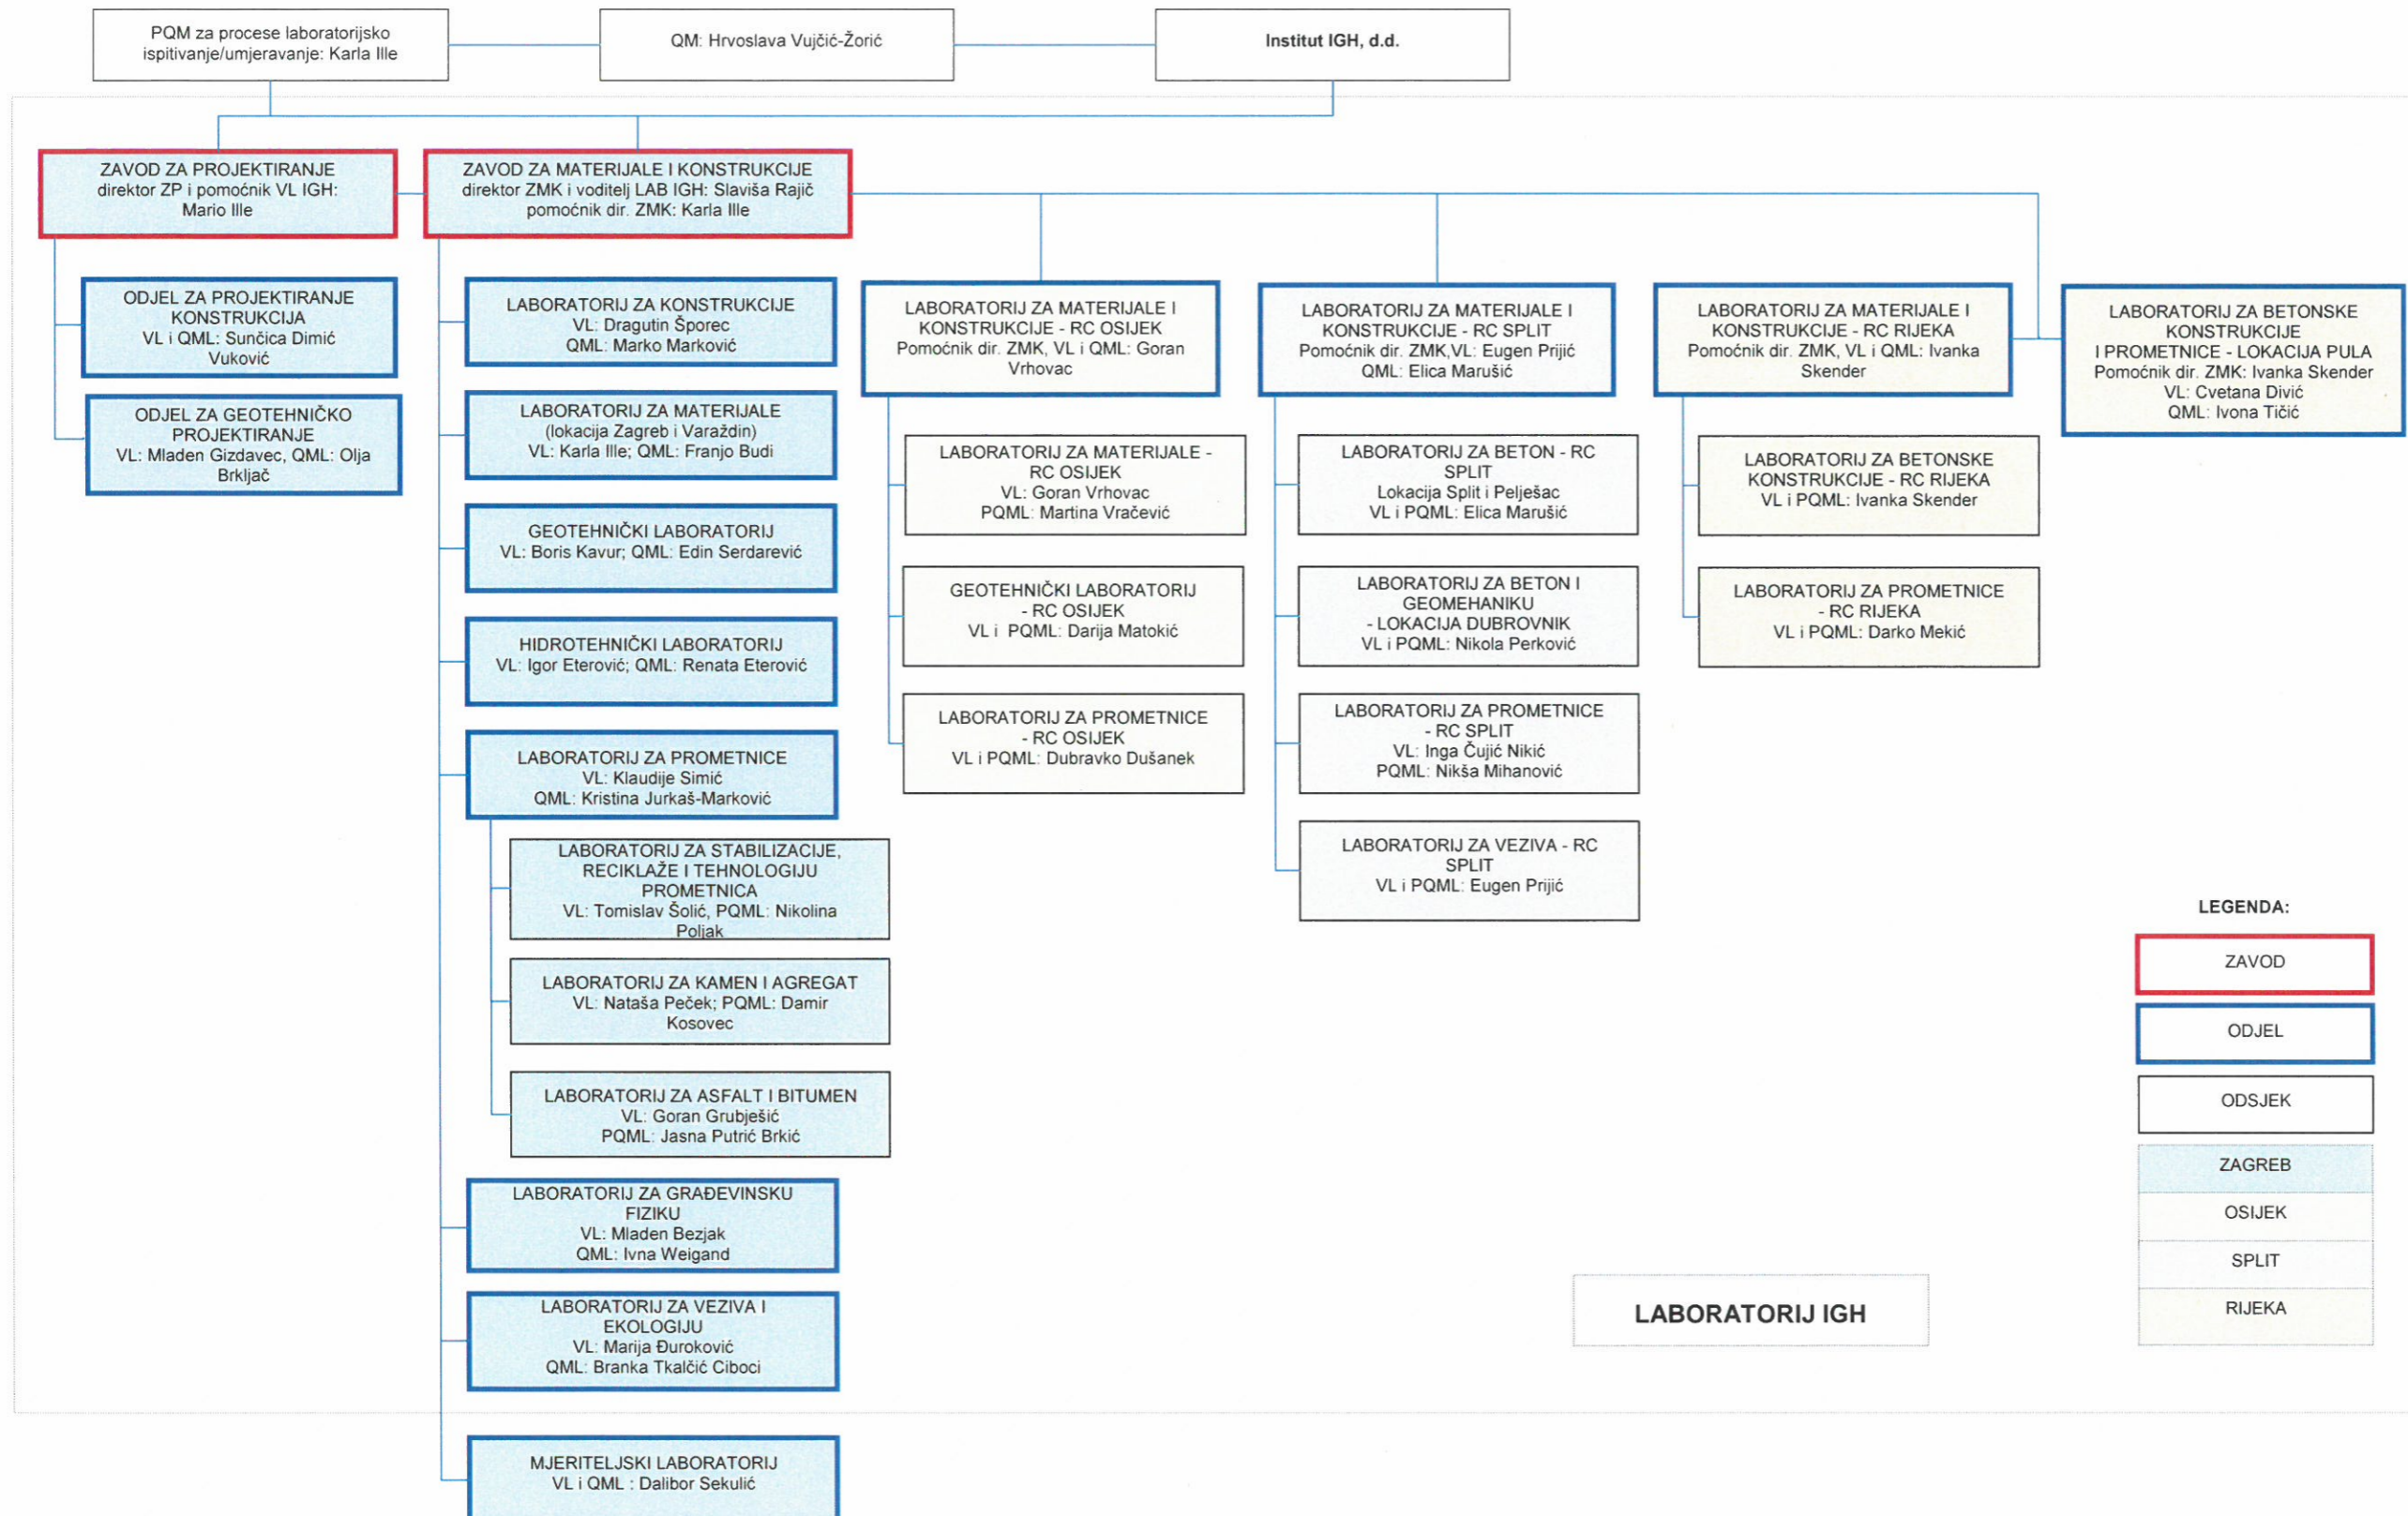 PQM za procese laboratorijsko
ispitivanje/umjeravanje: Karla Ille
QM: Hrvoslava Vujčić-Žorić
Institut IGH, d.d.
ZAVOD ZA PROJEKTIRANJE
direktor ZP i pomoćnik VL IGH:
Mario Ille
ZAVOD ZA MATERIJALE I KONSTRUKCIJE
direktor ZMK i voditelj LAB IGH: Slaviša Rajič
pomoćnik dir. ZMK: Karla Ille
ODJEL ZA PROJEKTIRANJE
KONSTRUKCIJA
VL i QML: Sunčica Dimić
Vuković
ODJEL ZA GEOTEHNIČKO
PROJEKTIRANJE
VL: Mladen Gizdavec, QML: Olja
Brkljač
LABORATORIJ ZA KONSTRUKCIJE
VL: Dragutin Šporec
QML: Marko Marković
LABORATORIJ ZA MATERIJALE
(lokacija Zagreb i Varaždin)
VL: Karla Ille; QML: Franjo Budi
GEOTEHNIČKI LABORATORIJ
VL: Boris Kavur; QML: Edin Serdarević
HIDROTEHNIČKI LABORATORIJ
VL: Igor Eterović; QML: Renata Eterović
LABORATORIJ ZA PROMETNICE
VL: Klaudije Simić
QML: Kristina Jurkaš-Marković
LABORATORIJ ZA STABILIZACIJE,
RECIKLAŽE I TEHNOLOGIJU
PROMETNICA
VL: Tomislav Šolić, PQML: Nikolina
Poljak
LABORATORIJ ZA KAMEN I AGREGAT
VL: Nataša Peček; PQML: Damir
Kosovec
LABORATORIJ ZA ASFALT I BITUMEN
VL: Goran Grubješić
PQML: Jasna Putrić Brkić
LABORATORIJ ZA GRAĐEVINSKU
FIZIKU
VL: Mladen Bezjak
QML: Ivna Weigand
LABORATORIJ ZA VEZIVA I
EKOLOGIJU
VL: Marija Đuroković
QML: Branka Tkalčić Ciboci
MJERITELJSKI LABORATORIJ
VL i QML : Dalibor Sekulić
LABORATORIJ ZA MATERIJALE I
KONSTRUKCIJE - RC OSIJEK
Pomoćnik dir. ZMK, VL i QML: Goran
Vrhovac
LABORATORIJ ZA MATERIJALE -
RC OSIJEK
VL: Goran Vrhovac
PQML: Martina Vračević
GEOTEHNIČKI LABORATORIJ
- RC OSIJEK
VL i  PQML: Darija Matokić
LABORATORIJ ZA PROMETNICE
- RC OSIJEK
VL i PQML: Dubravko Dušanek
LABORATORIJ ZA MATERIJALE I
KONSTRUKCIJE - RC SPLIT
Pomoćnik dir. ZMK,VL: Eugen Prijić
QML: Elica Marušić
LABORATORIJ ZA BETON - RC
SPLIT
Lokacija Split i Pelješac
VL i PQML: Elica Marušić
LABORATORIJ ZA BETON I
GEOMEHANIKU
- LOKACIJA DUBROVNIK
VL i PQML: Nikola Perković
LABORATORIJ ZA PROMETNICE
- RC SPLIT
VL: Inga Čujić Nikić
PQML: Nikša Mihanović
LABORATORIJ ZA VEZIVA - RC
SPLIT
VL i PQML: Eugen Prijić
LABORATORIJ ZA MATERIJALE I
KONSTRUKCIJE - RC RIJEKA
Pomoćnik dir. ZMK, VL i QML: Ivanka
Skender
LABORATORIJ ZA BETONSKE
KONSTRUKCIJE - RC RIJEKA
VL i PQML: Ivanka Skender
LABORATORIJ ZA PROMETNICE
- RC RIJEKA
VL i PQML: Darko Mekić
LABORATORIJ ZA BETONSKE
KONSTRUKCIJE
I PROMETNICE - LOKACIJA PULA
Pomoćnik dir. ZMK: Ivanka Skender
VL: Cvetana Divić
QML: Ivona Tičić
LEGENDA:
ZAVOD
ODJEL
ODSJEK
ZAGREB
OSIJEK
SPLIT
RIJEKA
LABORATORIJ IGH